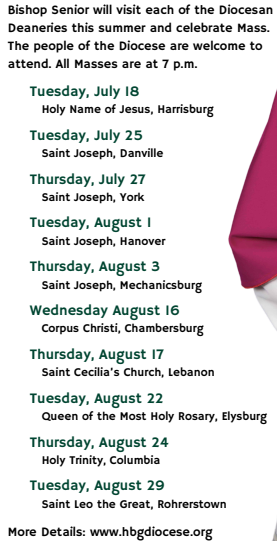 Bishop Senior will visit each of the Diocesan
Deaneries this summer and celebrate Mass.
The people of the Diocese are welcome to
attend. All Masses are at 7 p.m.
Tuesday, July 18
Holy Name of Jesus, Harrisburg
Tuesday, July 25
Saint Joseph, Danville
Thursday, July 27
Saint Joseph, York
Tuesday, August 1
Saint Joseph, Hanover
Thursday, August 3
Saint Joseph, Mechanicsburg
Wednesday August 16
Corpus Christi, Chambersburg
Thursday, August 17
Saint Cecilia's Church, Lebanon
Tuesday, August 22
Queen of the Most Holy Rosary, Elysburg
Thursday, August 24
Holy Trinity, Columbia
Tuesday, August 29
Saint Leo the Great, Rohrerstown
More Details: www.hbgdiocese.org